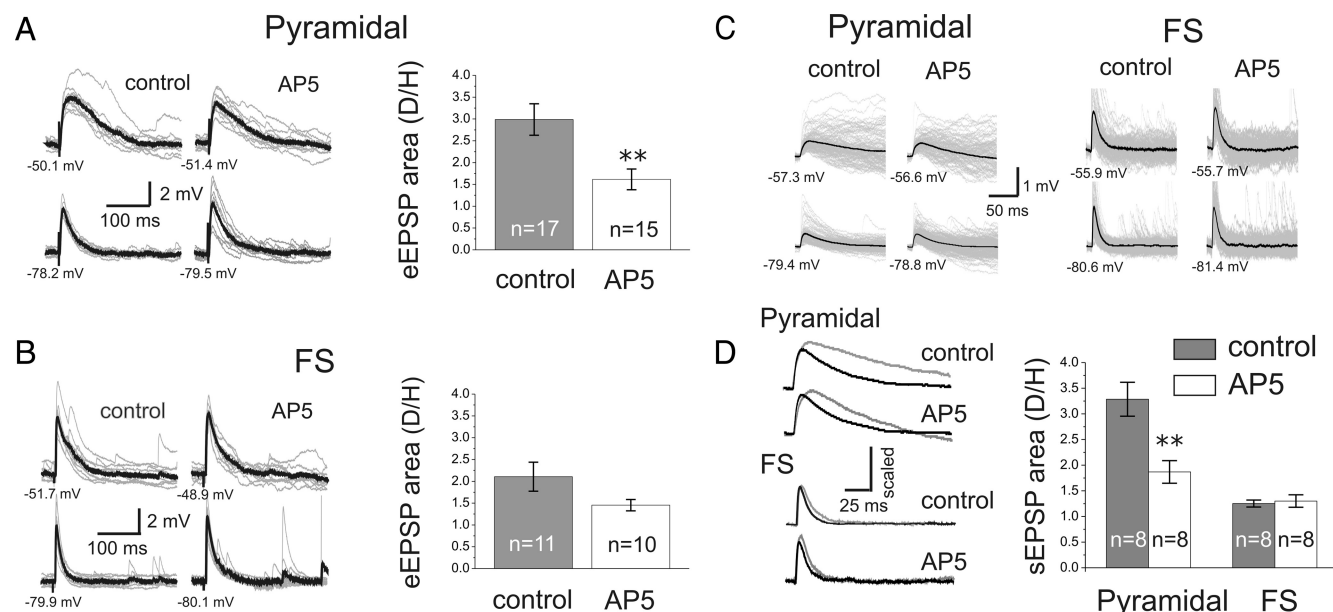 A
Pyramidal
control
AP5
-50.1 mV
-51.4 mV
2 mV
100 ms
-78.2 mV
-79.5 mV
eEPSP area (D/H)
4.0
3.5
3.0
2.5
2.0
1.5
1.0
0.5
0.0
**
n=17
n=15
control
AP5
B
FS
control
AP5
-51.7 mV
-48.9 mV
2 mV
100 ms
-79.9 mV
-80.1 mV
eEPSP area (D/H)
4.0
3.5
3.0
2.5
2.0
1.5
1.0
0.5
0.0
n=11
n=10
control
AP5
C
Pyramidal
FS
control
AP5
control
AP5
-57.3 mV
-56.6 mV
1 mV
50 ms
-55.9 mV
-55.7 mV
-79.4 mV
-78.8 mV
-80.6 mV
-81.4 mV
D
Pyramidal
control
AP5
FS
scaled
25 ms
control
AP5
control
AP5
sEPSP area (D/H)
4.0
3.5
3.0
2.5
2.0
1.5
1.0
0.5
0.0
**
n=8
n=8
n=8
n=8
Pyramidal
FS